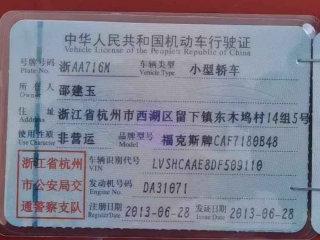 中华人民共和国机动车行驶证
Vehicle License of the People's Republic of China
号牌号码 浙AA716M 车辆类型 小型轿车
Plate No. Vehicle Type
所有人 邵建玉
住址 浙江省杭州市西湖区留下镇东木坞村14组5号
使用性质 非营运 品牌型号 福克斯牌CAF7180B48
Use Character
浙江省杭州市公安局交通警察支队
车辆识别代号 LVSHCAAE8DF509110
VIN
发动机号码 DA31071
注册日期 2013-06-28 发证日期 2013-06-28
Register Date Issue Date